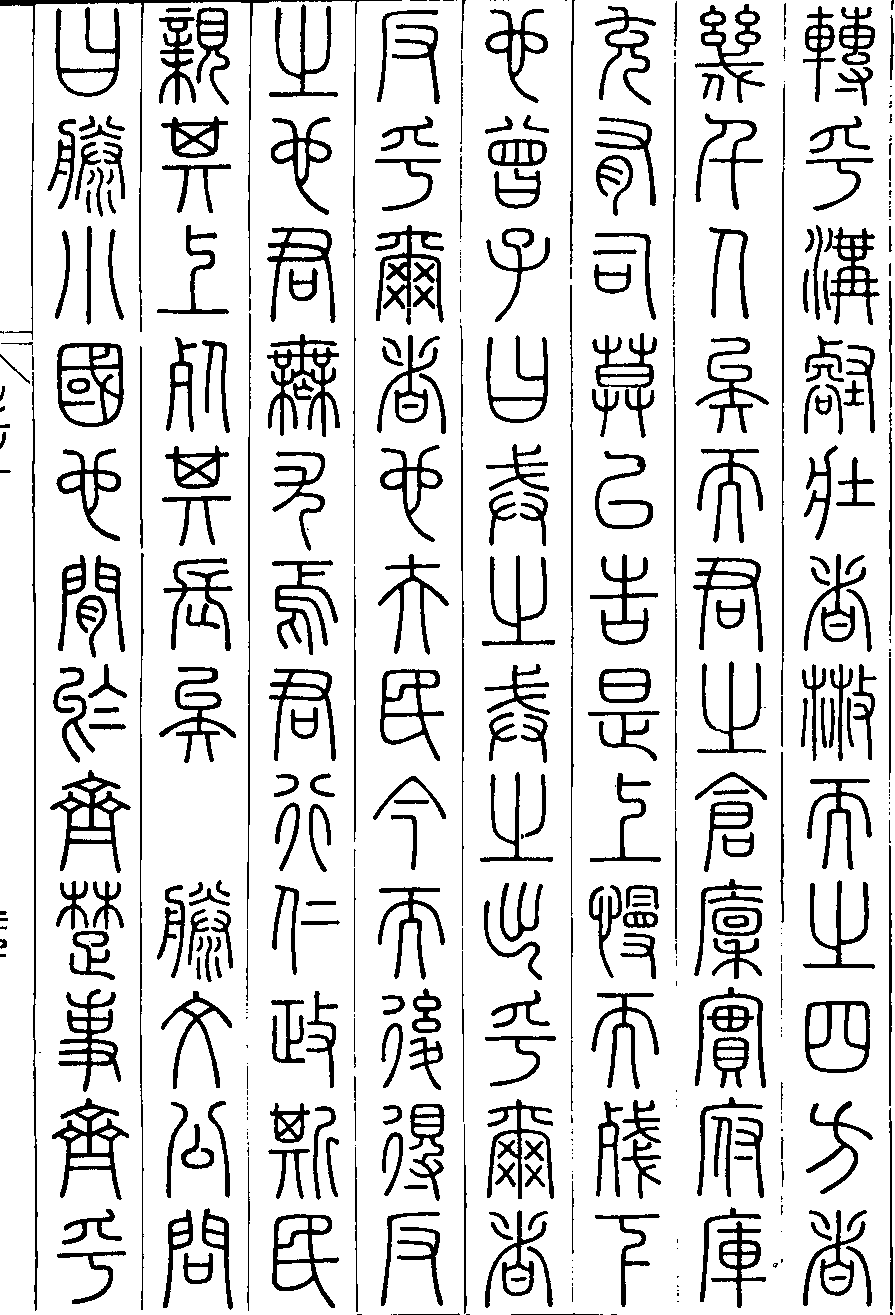 轉乎溝壑壯者散而之四方者
幾千人矣而君之倉廩實府庫
充有司莫以告是上慢而殘下
也曾子曰戒之戒之出乎爾者
反乎爾者也夫民今而後得反
之也君無尤焉君行仁政斯民
親其上死其長矣　滕文公問
曰滕小國也間於齊楚事齊乎